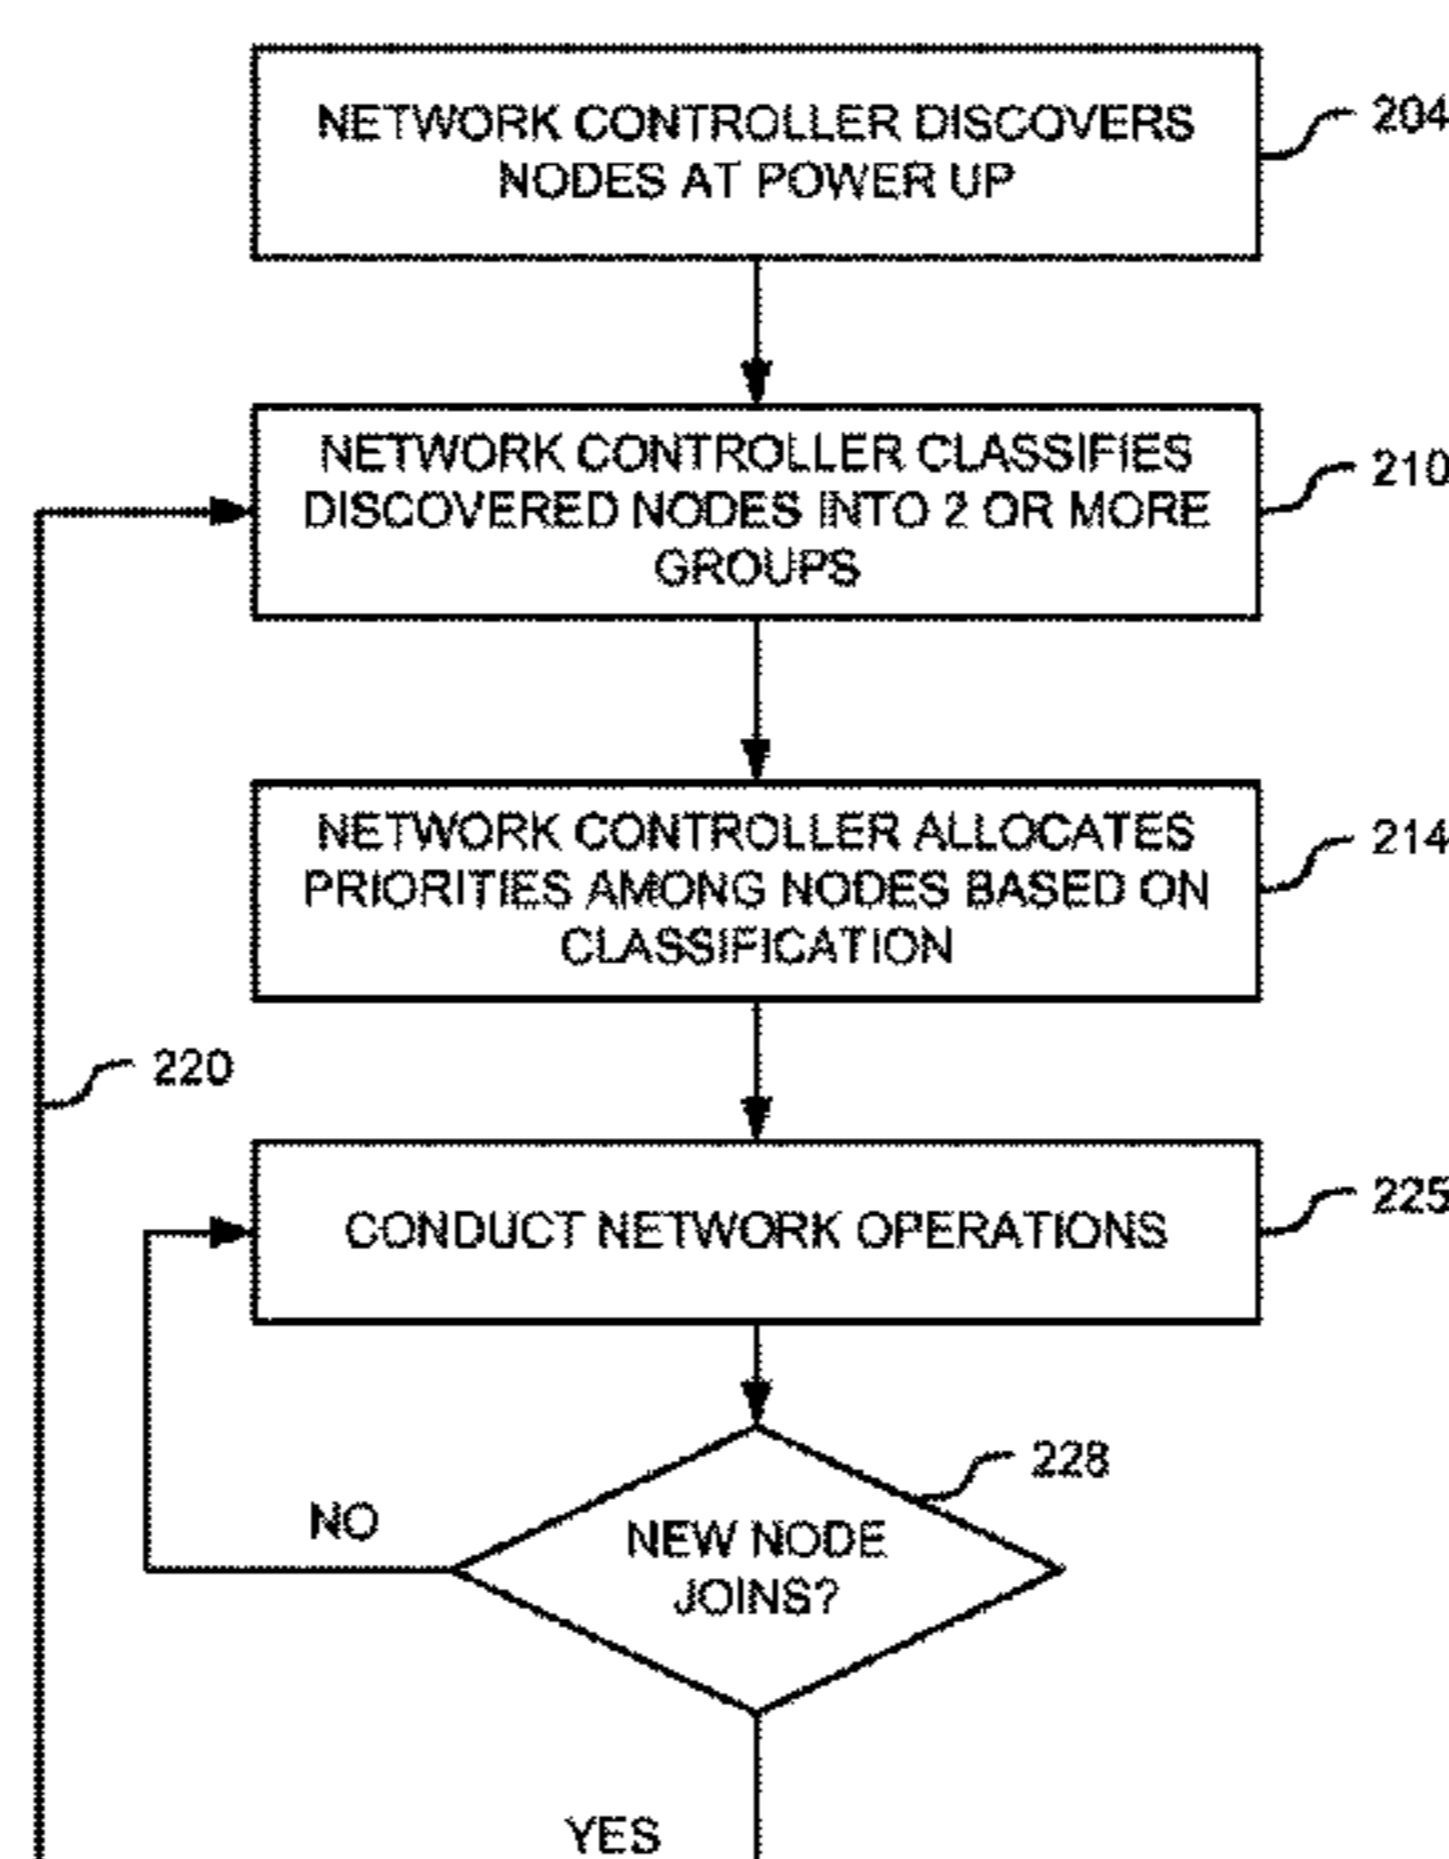 NETWORK CONTROLLER DISCOVERS
NODES AT POWER UP
204
NETWORK CONTROLLER CLASSIFIES
DISCOVERED NODES INTO 2 OR MORE
GROUPS
210
NETWORK CONTROLLER ALLOCATES
PRIORITIES AMONG NODES BASED ON
CLASSIFICATION
214
220
CONDUCT NETWORK OPERATIONS
225
228
NO
NEW NODE
JOINS?
YES